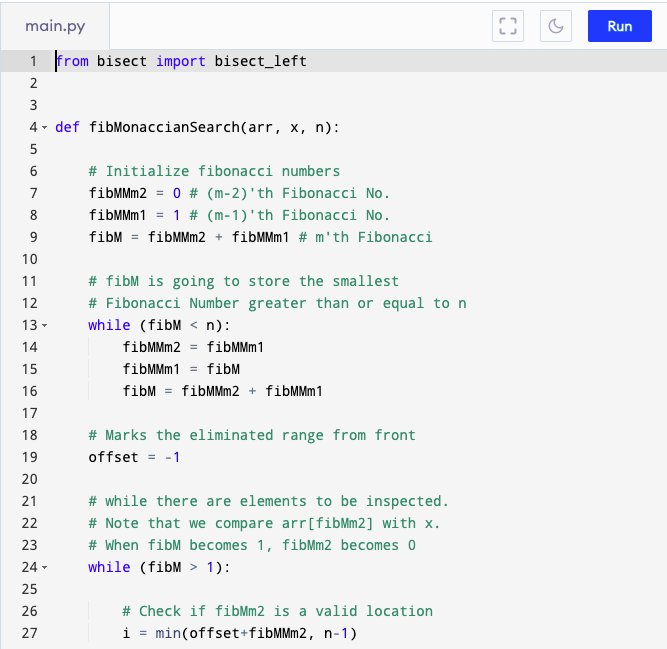 main.py
Run
1 from bisect import bisect_left
2
3
4 def fibMonaccianSearch(arr, x, n):
5
6 # Initialize fibonacci numbers
7 fibMMm2 = 0 # (m-2)'th Fibonacci No.
8 fibMMm1 = 1 # (m-1)'th Fibonacci No.
9 fibM = fibMMm2 + fibMMm1 # m'th Fibonacci
10
11 # fibM is going to store the smallest
12 # Fibonacci Number greater than or equal to n
13 while (fibM < n):
14 fibMMm2 = fibMMm1
15 fibMMm1 = fibM
16 fibM = fibMMm2 + fibMMm1
17
18 # Marks the eliminated range from front
19 offset = -1
20
21 # while there are elements to be inspected.
22 # Note that we compare arr[fibMm2] with x.
23 # When fibM becomes 1, fibMm2 becomes 0
24 while (fibM > 1):
25
26 # Check if fibMm2 is a valid location
27 i = min(offset+fibMMm2, n-1)